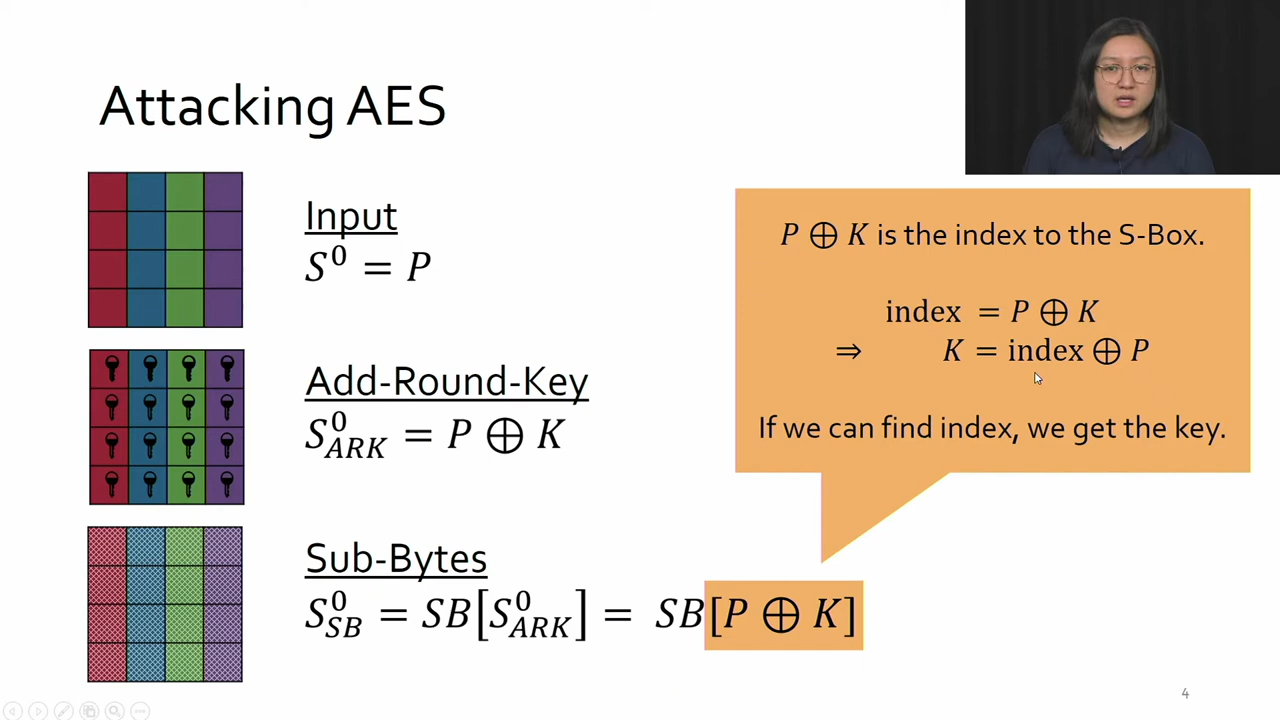 Attacking AES
Input
S⁰ = P
Add-Round-Key
S⁰_ARK = P ⊕ K
Sub-Bytes
S⁰_SB = SB[S⁰_ARK] = SB[P ⊕ K]
P ⊕ K is the index to the S-Box.
index = P ⊕ K
⇒ K = index ⊕ P
If we can find index, we get the key.
4